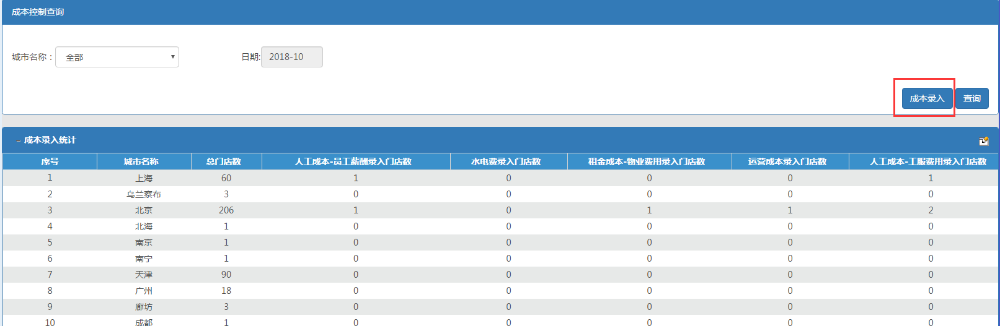 成本控制查询
城市名称： 全部 日期: 2018-10
成本录入 查询
– 成本录入统计
序号 城市名称 总门店数 人工成本-员工薪酬录入门店数 水电费录入门店数 租金成本-物业费用录入门店数 运营成本录入门店数 人工成本-工服费用录入门店数
1 上海 60 1 0 0 0 1
2 乌兰察布 3 0 0 0 0 0
3 北京 206 1 0 1 1 2
4 北海 1 0 0 0 0 0
5 南京 1 0 0 0 0 0
6 南宁 1 0 0 0 0 0
7 天津 90 0 0 0 0 0
8 广州 18 0 0 0 0 0
9 廊坊 3 0 0 0 0 0
10 成都 1 0 0 0 0 0